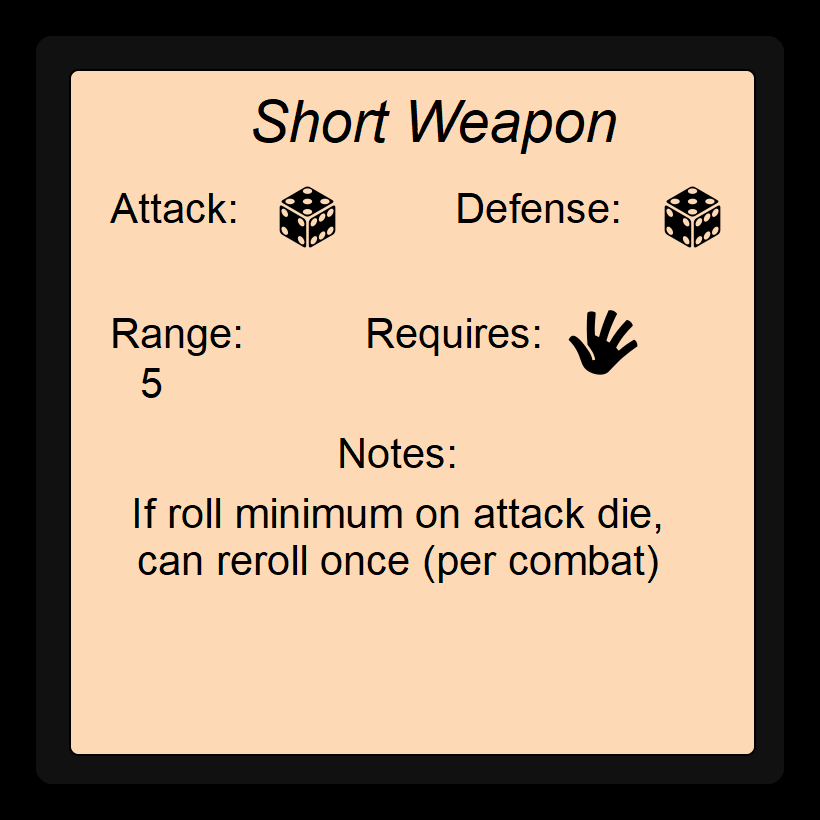 Short Weapon
Attack: Defense:
Range: Requires:
5
Notes:
If roll minimum on attack die,
can reroll once (per combat)